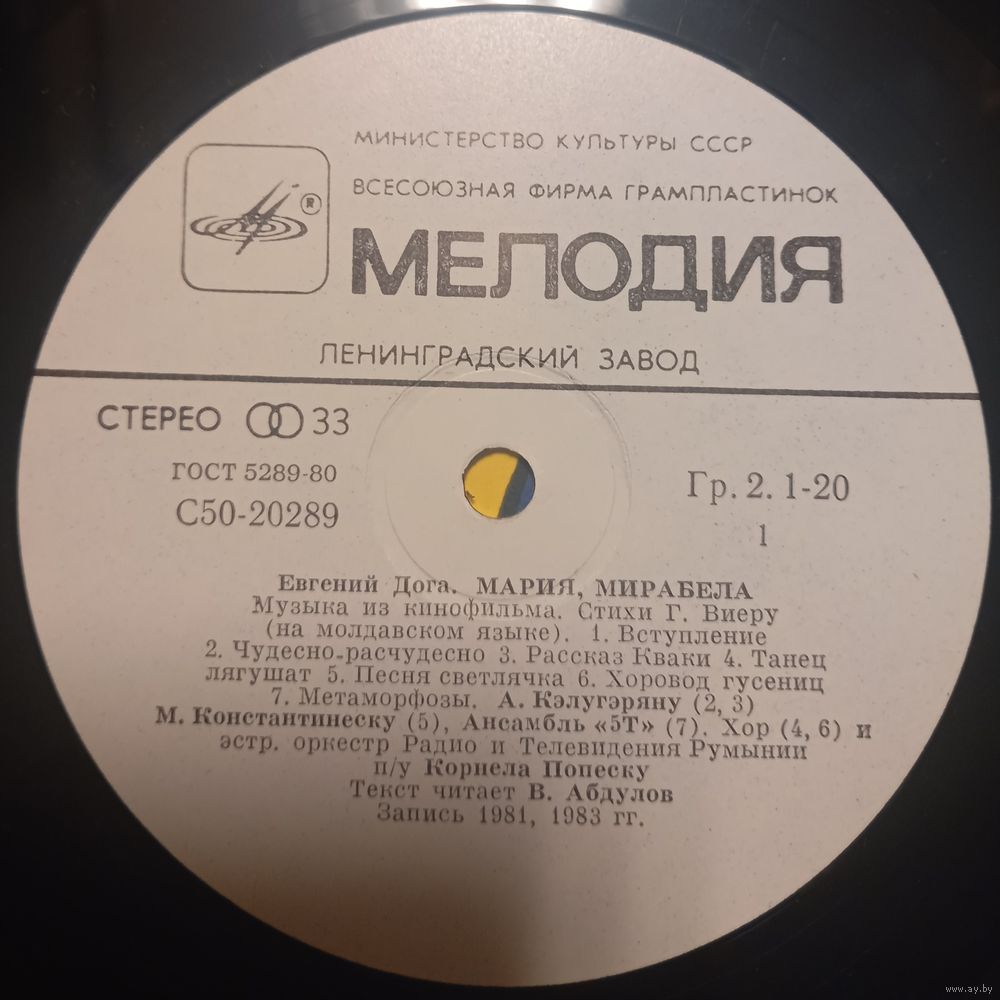 МИНИСТЕРСТВО КУЛЬТУРЫ СССР
ВСЕСОЮЗНАЯ ФИРМА ГРАМПЛАСТИНОК
®
МЕЛОДИЯ
ЛЕНИНГРАДСКИЙ ЗАВОД
СТЕРЕО 33
ГОСТ 5289-80
С50-20289
Гр. 2. 1-20
1
Евгений Дога. МАРИЯ, МИРАБЕЛА
Музыка из кинофильма. Стихи Г. Виеру
(на молдавском языке). 1. Вступление
2. Чудесно-расчудесно 3. Рассказ Кваки 4. Танец
лягушат 5. Песня светлячка 6. Хоровод гусениц
7. Метаморфозы. А. Кэлугэряну (2, 3)
М. Константинеску (5), Ансамбль «5Т» (7). Хор (4, 6) и
эстр. оркестр Радио и Телевидения Румынии
п/у Корнела Попеску
Текст читает В. Абдулов
Запись 1981, 1983 гг.
www.ay.by